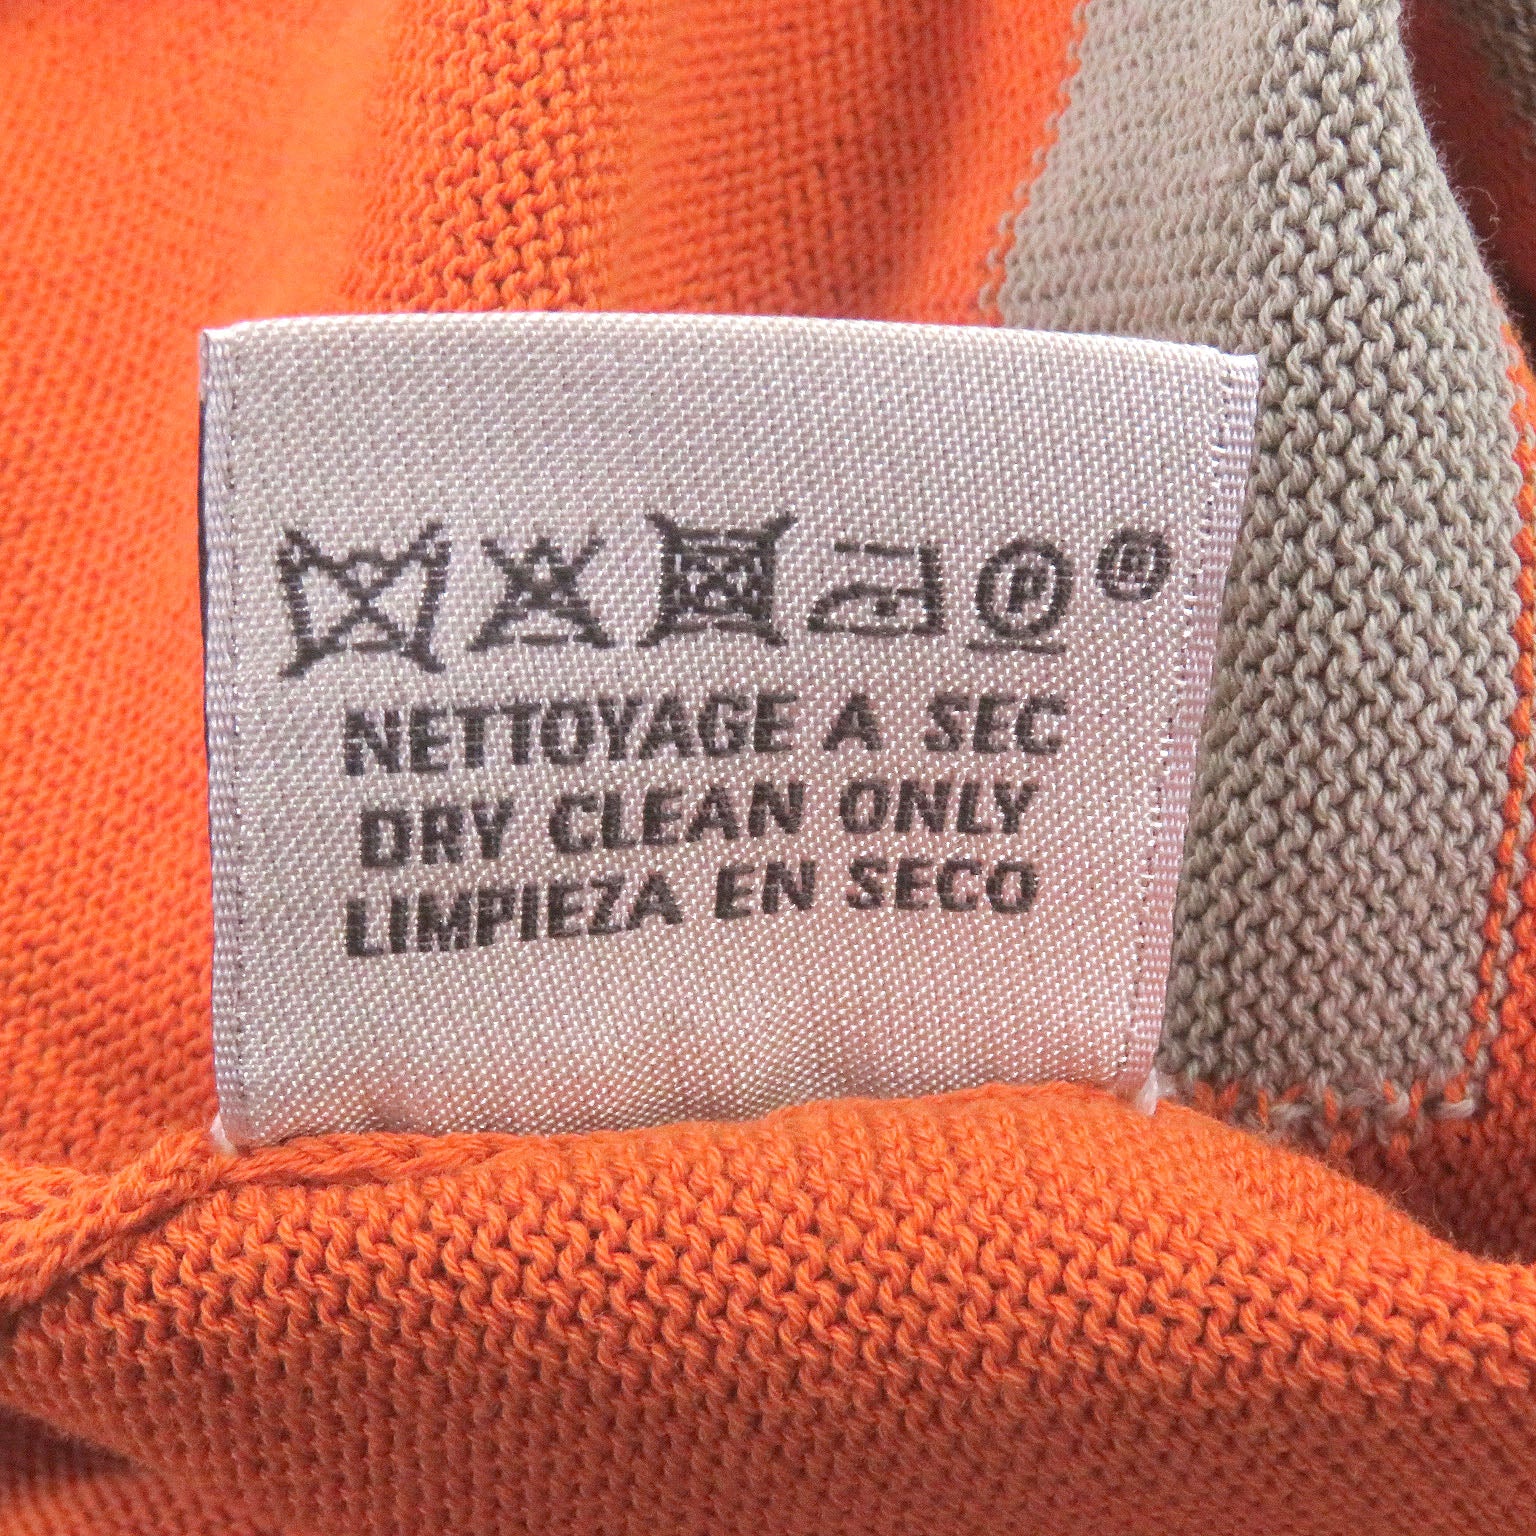 P ®
NETTOYAGE A SEC
DRY CLEAN ONLY
LIMPIEZA EN SECO